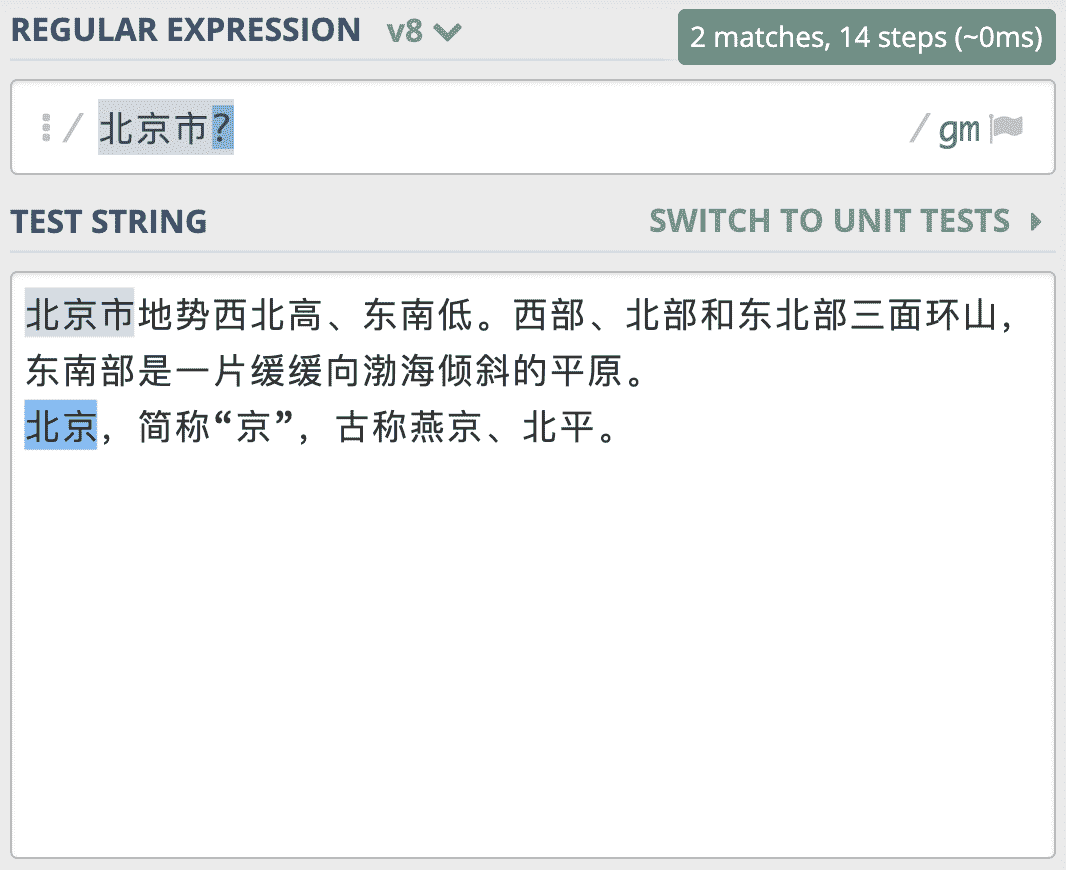 REGULAR EXPRESSION v8
2 matches, 14 steps (~0ms)
/ 北京市? / gm
TEST STRING
SWITCH TO UNIT TESTS
北京市地势西北高、东南低。西部、北部和东北部三面环山，
东南部是一片缓缓向渤海倾斜的平原。
北京，简称“京”，古称燕京、北平。